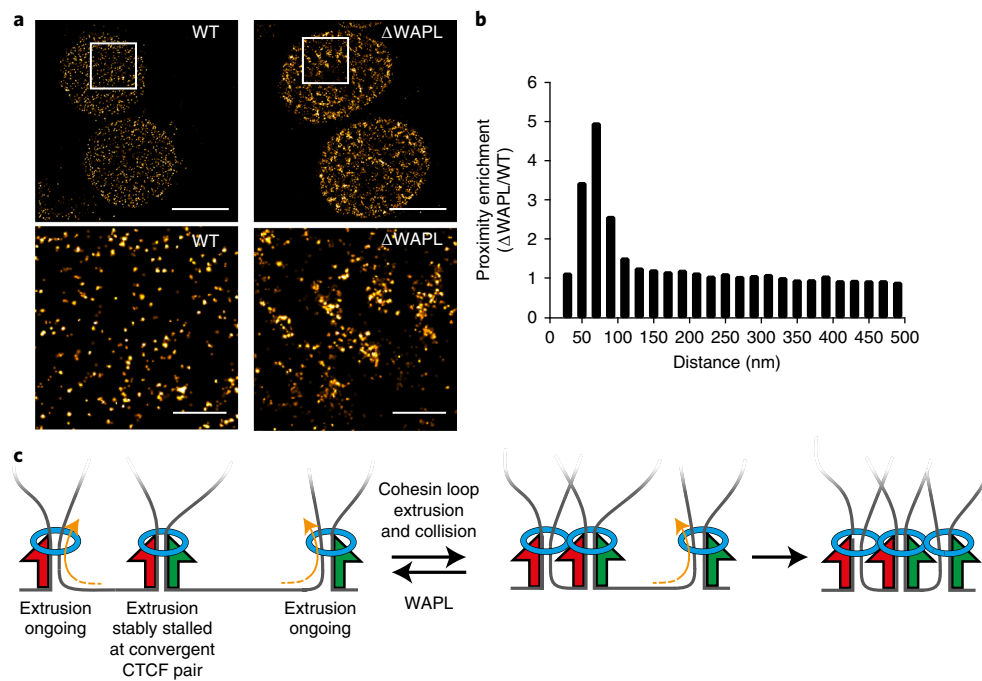 a
WT
ΔWAPL
WT
ΔWAPL
b
Proximity enrichment
(ΔWAPL/WT)
6
5
4
3
2
1
0
0 50 100 150 200 250 300 350 400 450 500
Distance (nm)
c
Extrusion
ongoing
Extrusion
stably stalled
at convergent
CTCF pair
Extrusion
ongoing
Cohesin loop
extrusion
and collision
WAPL